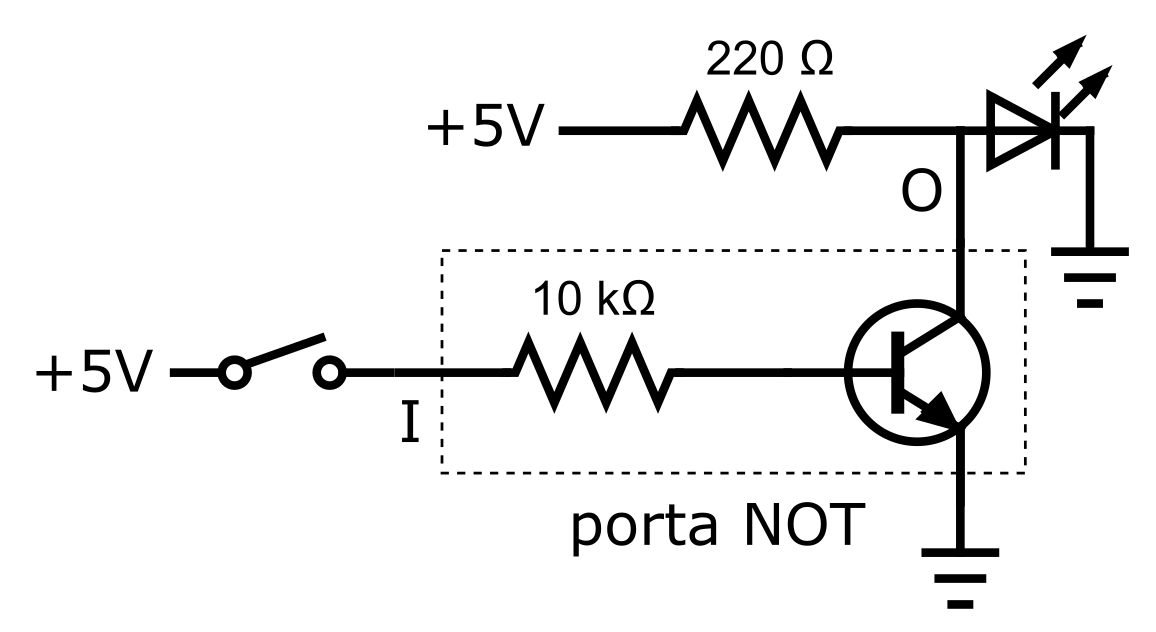 220 Ω
+5V
O
10 kΩ
+5V
I
porta NOT